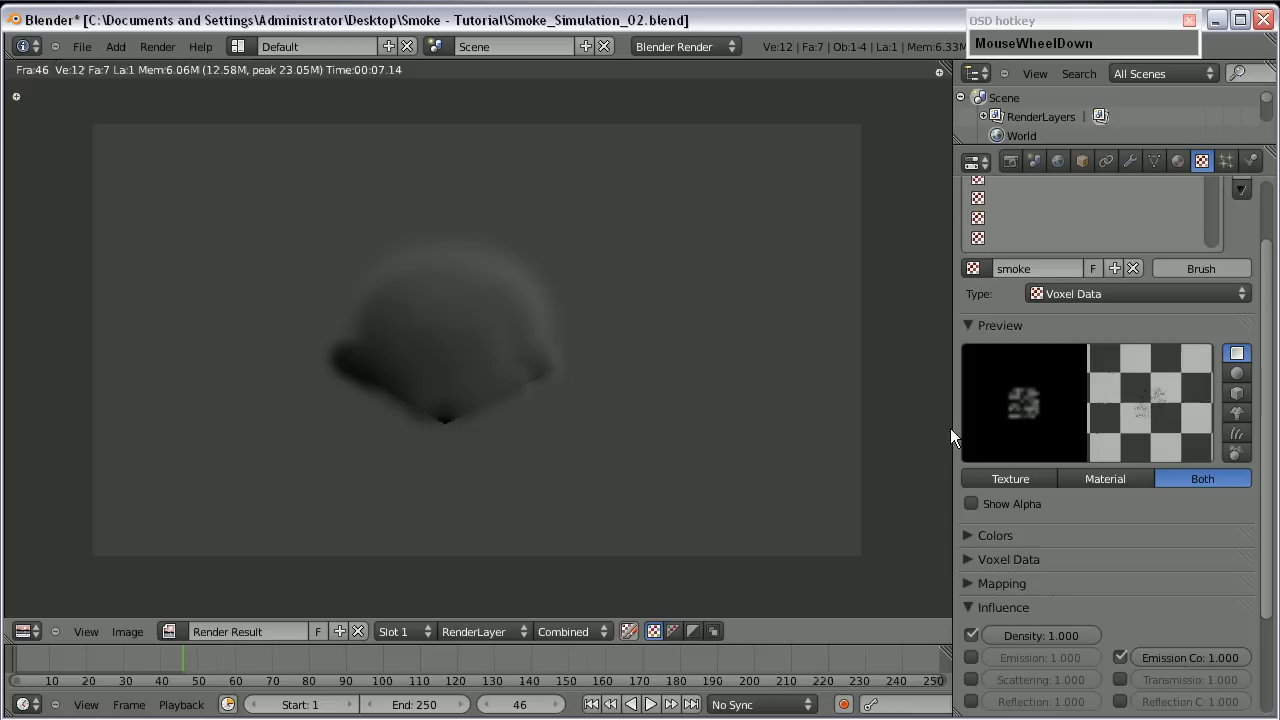 Blender* [C:\Documents and Settings\Administrator\Desktop\Smoke - Tutorial\Smoke_Simulation_02.blend]
OSD hotkey
MouseWheelDown
File Add Render Help Default Scene Blender Render Ve:12 | Fa:7 | Ob:1-4 | La:1 | Mem:6.33M
Fra:46 Ve:12 Fa:7 La:1 Mem:6.06M (12.58M, peak 23.05M) Time:00:07.14
View Search All Scenes
Scene
RenderLayers |
World
smoke F Brush
Type: Voxel Data
Preview
Texture Material Both
Show Alpha
Colors
Voxel Data
Mapping
Influence
Density: 1.000
Emission: 1.000 Emission Co: 1.000
Scattering: 1.000 Transmissio: 1.000
Reflection: 1.000 Reflection C: 1.000
View Image Render Result F Slot 1 RenderLayer Combined
10 20 30 40 50 60 70 80 90 100 110 120 130 140 150 160 170 180 190 200 210 220 230 240 250
View Frame Playback Start: 1 End: 250 46 No Sync